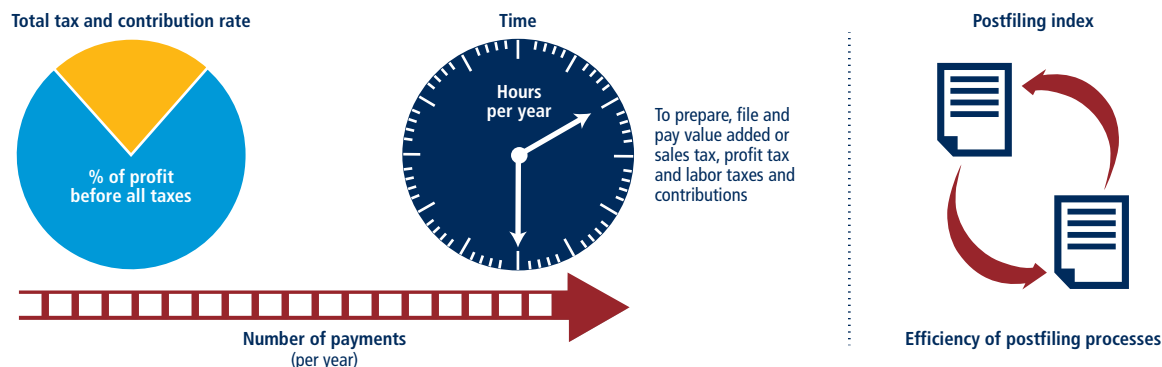 Total tax and contribution rate
% of profit
before all taxes
Time
Hours
per year
To prepare, file and
pay value added or
sales tax, profit tax
and labor taxes and
contributions
Number of payments
(per year)
Postfiling index
Efficiency of postfiling processes